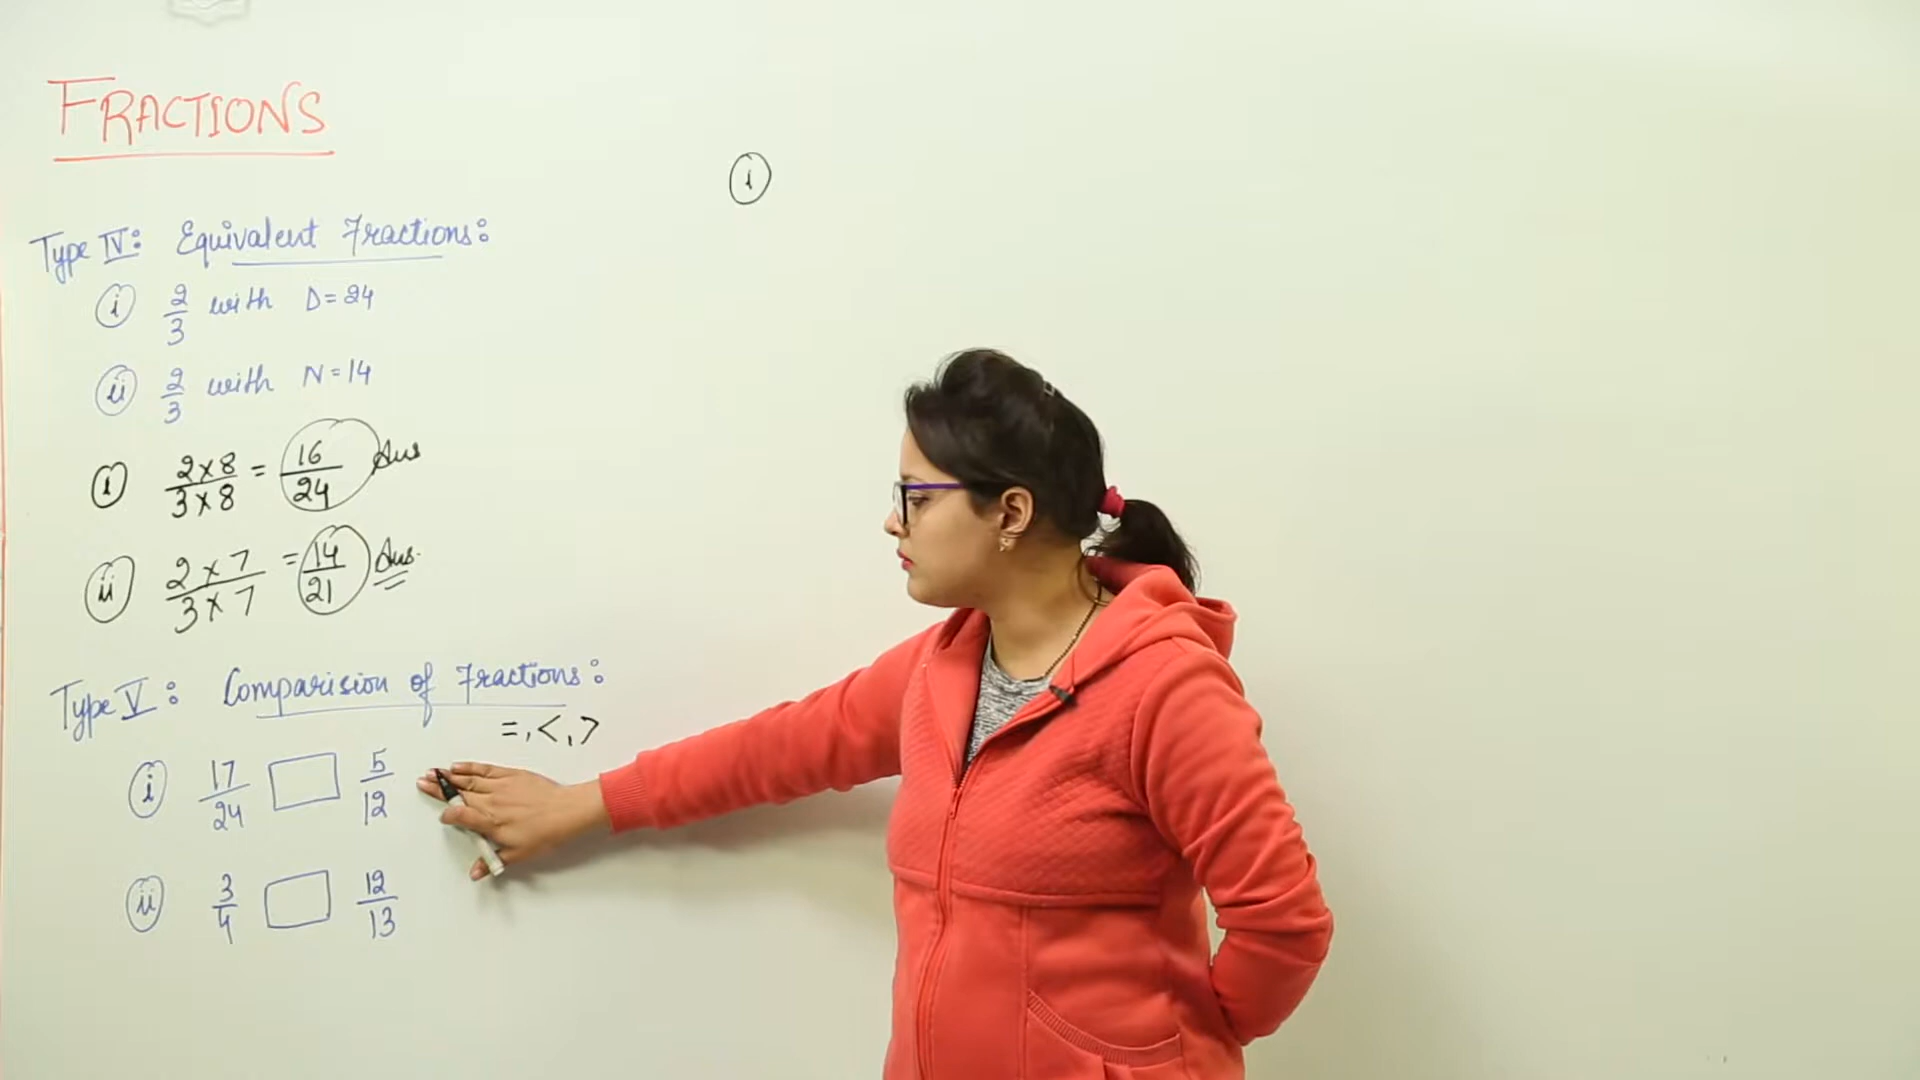 FRACTIONS
Type IV: Equivalent Fractions:
(i) 2/3 with D = 24
(ii) 2/3 with N = 14
(i) 2 x 8 / 3 x 8 = 16/24 Ans
(ii) 2 x 7 / 3 x 7 = 14/21 Ans.
Type V: Comparision of Fractions:
=, <, >
(i) 17/24 □ 5/12
(ii) 3/4 □ 12/13
(i)